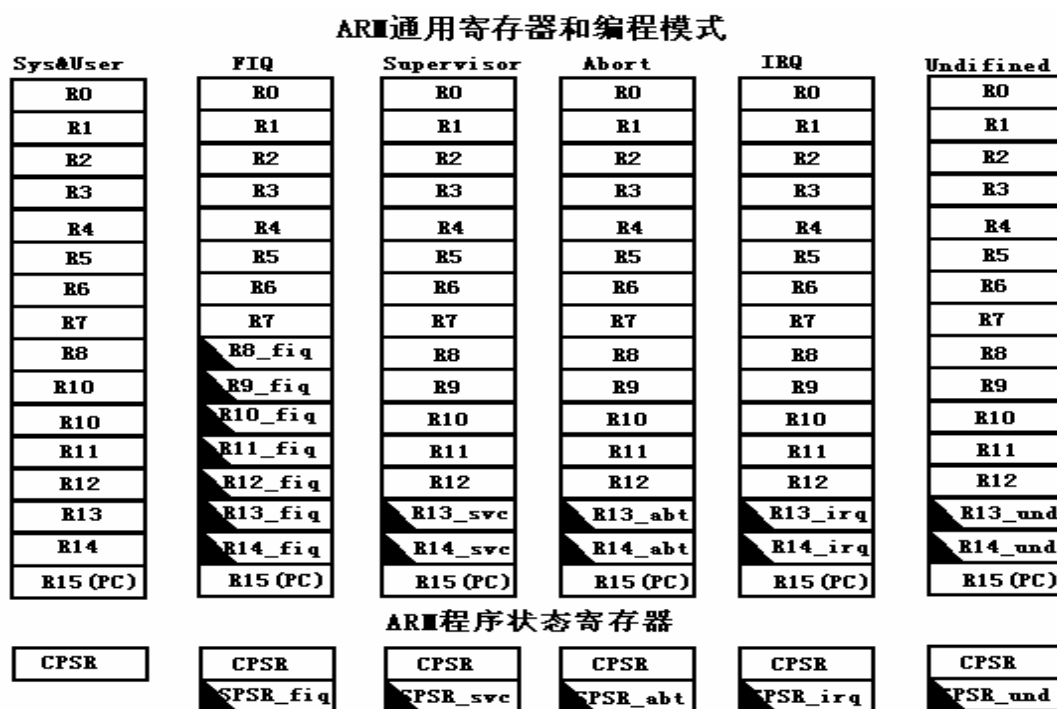 ARM通用寄存器和编程模式
Sys&User FIQ Supervisor Abort IRQ Undifined
R0 R0 R0 R0 R0 R0
R1 R1 R1 R1 R1 R1
R2 R2 R2 R2 R2 R2
R3 R3 R3 R3 R3 R3
R4 R4 R4 R4 R4 R4
R5 R5 R5 R5 R5 R5
R6 R6 R6 R6 R6 R6
R7 R7 R7 R7 R7 R7
R8 R8_fiq R8 R8 R8 R8
R10 R9_fiq R9 R9 R9 R9
R10 R10_fiq R10 R10 R10 R10
R11 R11_fiq R11 R11 R11 R11
R12 R12_fiq R12 R12 R12 R12
R13 R13_fiq R13_svc R13_abt R13_irq R13_und
R14 R14_fiq R14_svc R14_abt R14_irq R14_und
R15(PC) R15(PC) R15(PC) R15(PC) R15(PC) R15(PC)
ARM程序状态寄存器
CPSR CPSR CPSR CPSR CPSR CPSR
SPSR_fiq SPSR_svc SPSR_abt SPSR_irq SPSR_und